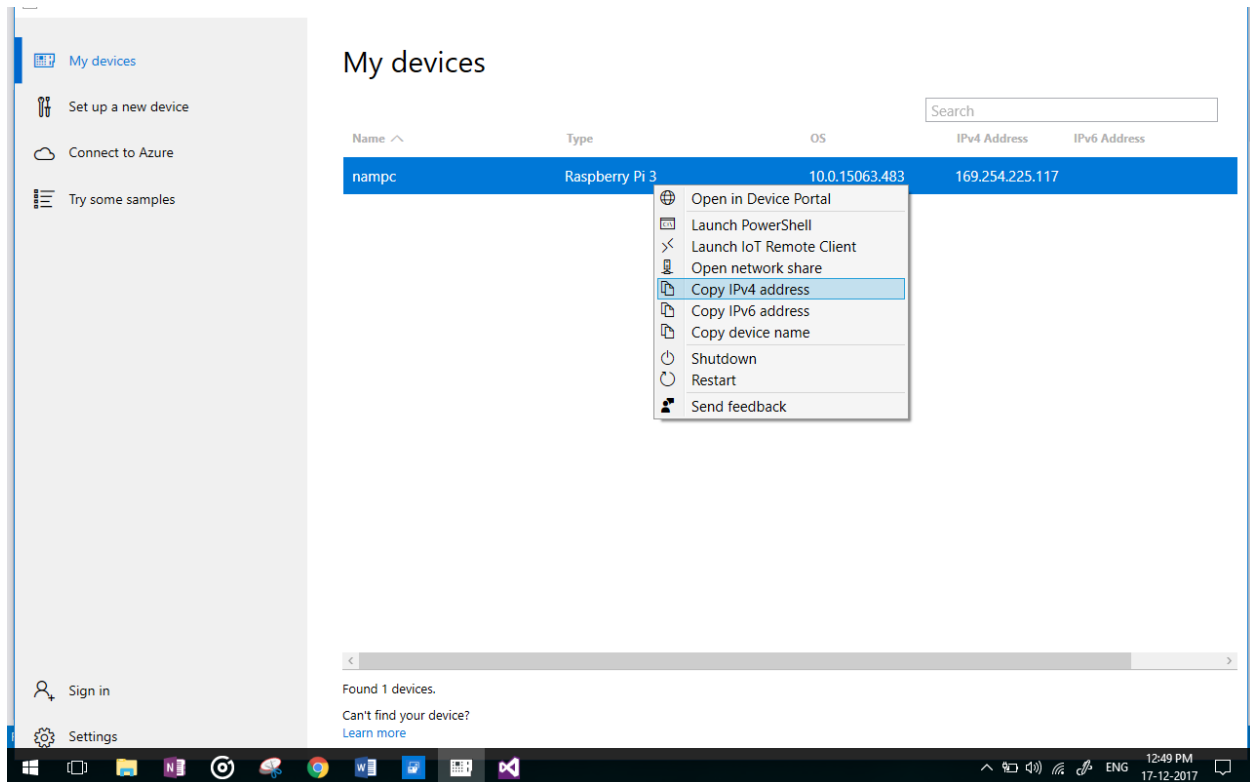 My devices
Set up a new device
Connect to Azure
Try some samples
Sign in
Settings
My devices
Search
Name Type OS IPv4 Address IPv6 Address
nampc Raspberry Pi 3 10.0.15063.483 169.254.225.117
Open in Device Portal
Launch PowerShell
Launch IoT Remote Client
Open network share
Copy IPv4 address
Copy IPv6 address
Copy device name
Shutdown
Restart
Send feedback
Found 1 devices.
Can't find your device?
Learn more
ENG
12:49 PM
17-12-2017